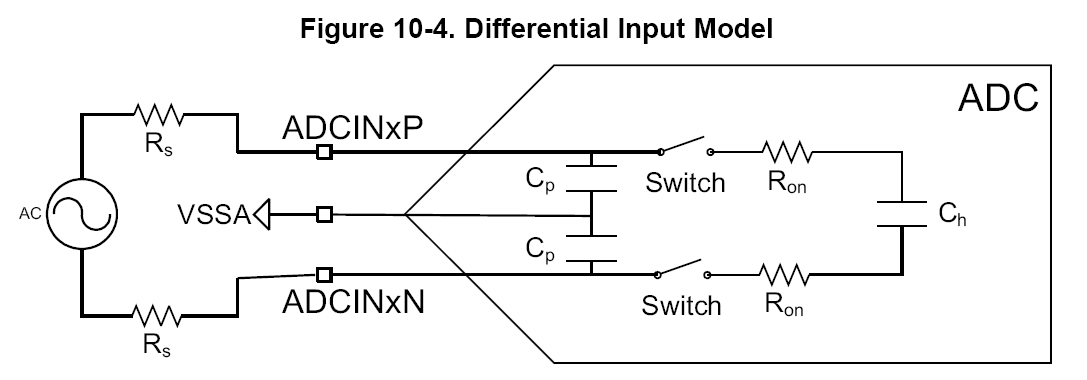 Figure 10-4. Differential Input Model
ADC
Rs
ADCINxP
Cp
Switch
Ron
AC
VSSA
Ch
Cp
ADCINxN
Switch
Ron
Rs